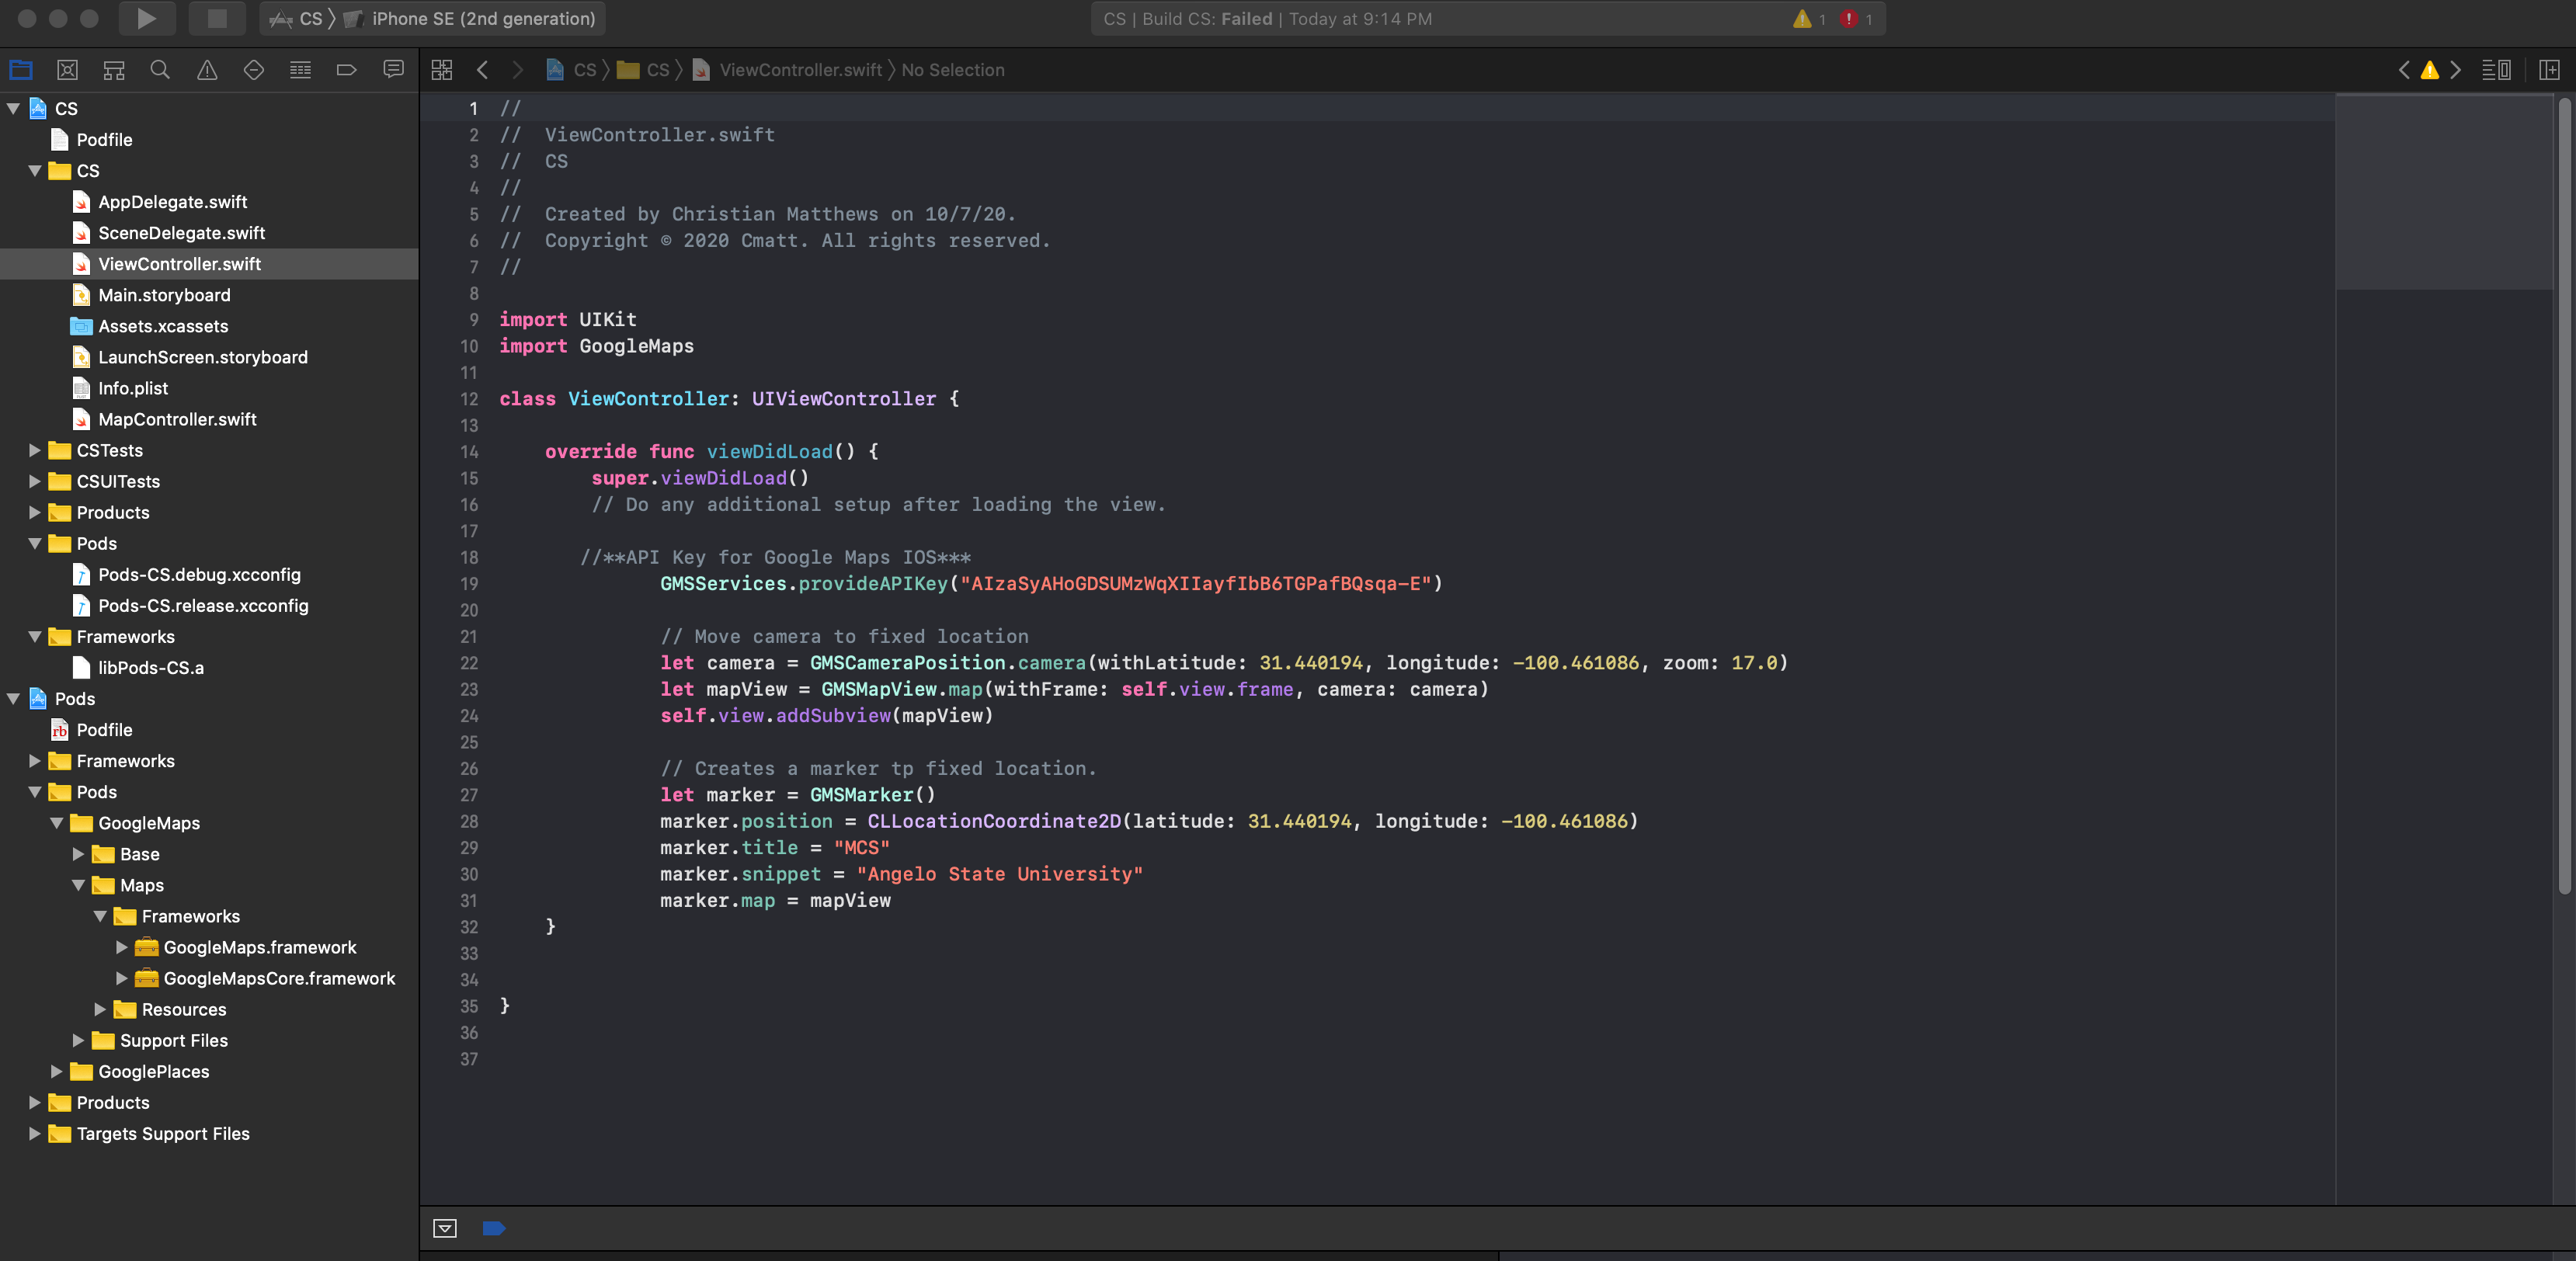 CS
iPhone SE (2nd generation)
CS | Build CS: Failed | Today at 9:14 PM
1
1
CS
CS
ViewController.swift
No Selection
CS
Podfile
CS
AppDelegate.swift
SceneDelegate.swift
ViewController.swift
Main.storyboard
Assets.xcassets
LaunchScreen.storyboard
Info.plist
MapController.swift
CSTests
CSUITests
Products
Pods
Pods-CS.debug.xcconfig
Pods-CS.release.xcconfig
Frameworks
libPods-CS.a
Pods
rb Podfile
Frameworks
Pods
GoogleMaps
Base
Maps
Frameworks
GoogleMaps.framework
GoogleMapsCore.framework
Resources
Support Files
GooglePlaces
Products
Targets Support Files
1 //
2 //  ViewController.swift
3 //  CS
4 //
5 //  Created by Christian Matthews on 10/7/20.
6 //  Copyright © 2020 Cmatt. All rights reserved.
7 //
8
9 import UIKit
10 import GoogleMaps
11
12 class ViewController: UIViewController {
13
14     override func viewDidLoad() {
15         super.viewDidLoad()
16         // Do any additional setup after loading the view.
17
18        //**API Key for Google Maps IOS***
19               GMSServices.provideAPIKey("AIzaSyAHoGDSUMzWqXIIayfIbB6TGPafBQsqa-E")
20
21               // Move camera to fixed location
22               let camera = GMSCameraPosition.camera(withLatitude: 31.440194, longitude: -100.461086, zoom: 17.0)
23               let mapView = GMSMapView.map(withFrame: self.view.frame, camera: camera)
24               self.view.addSubview(mapView)
25
26               // Creates a marker tp fixed location.
27               let marker = GMSMarker()
28               marker.position = CLLocationCoordinate2D(latitude: 31.440194, longitude: -100.461086)
29               marker.title = "MCS"
30               marker.snippet = "Angelo State University"
31               marker.map = mapView
32     }
33
34
35 }
36
37